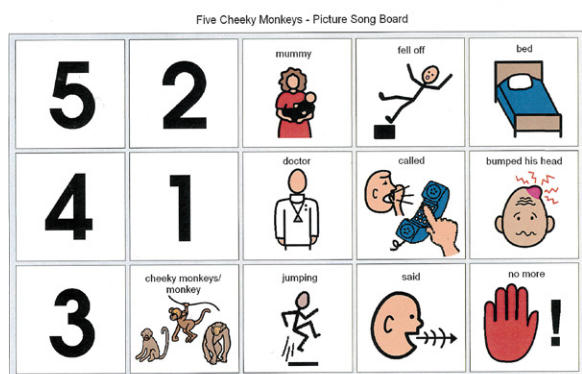 Five Cheeky Monkeys - Picture Song Board
5
2
mummy
fell off
bed
4
1
doctor
called
bumped his head
3
cheeky monkeys/
monkey
jumping
said
no more
!